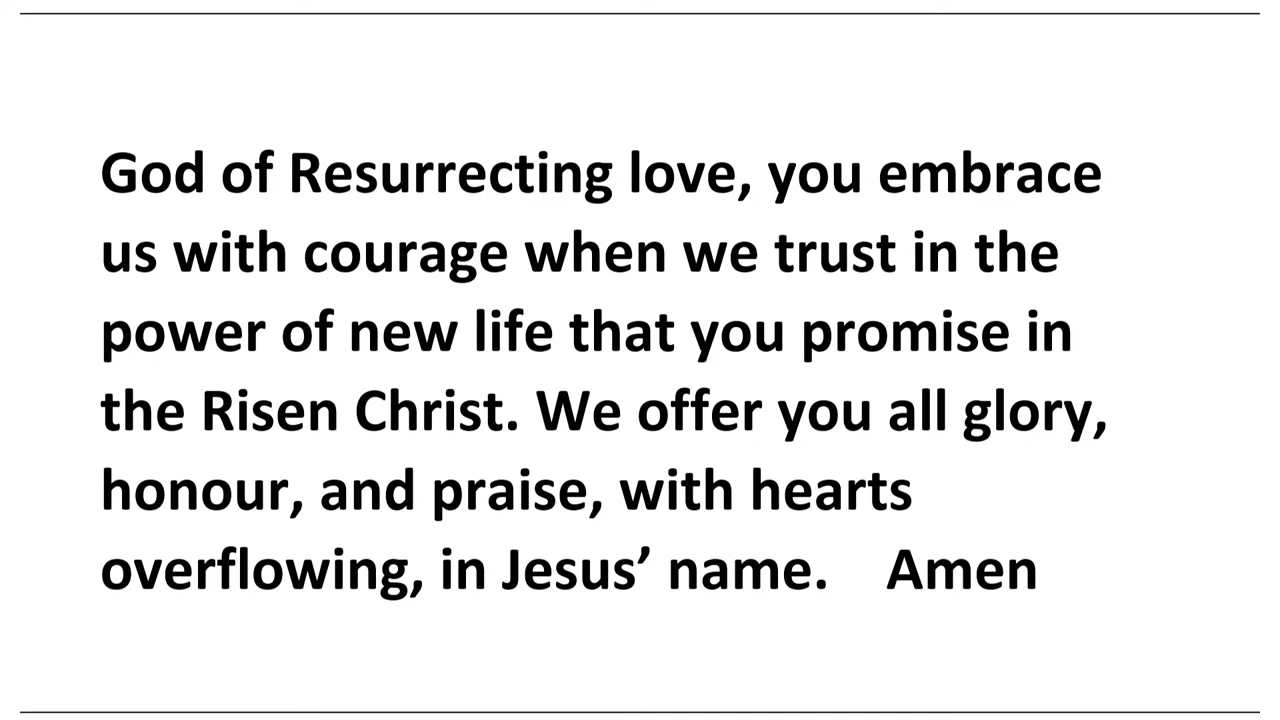 God of Resurrecting love, you embrace
us with courage when we trust in the
power of new life that you promise in
the Risen Christ. We offer you all glory,
honour, and praise, with hearts
overflowing, in Jesus’ name.    Amen